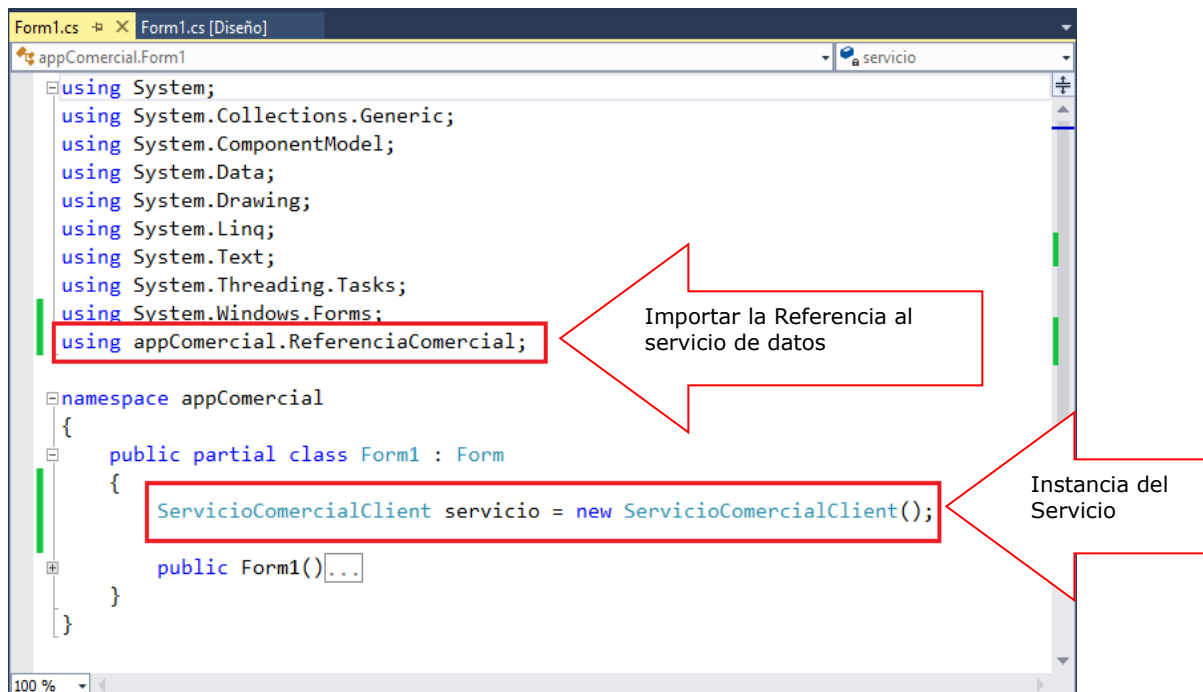 Form1.cs Form1.cs [Diseño]
appComercial.Form1 servicio
using System;
using System.Collections.Generic;
using System.ComponentModel;
using System.Data;
using System.Drawing;
using System.Linq;
using System.Text;
using System.Threading.Tasks;
using System.Windows.Forms;
using appComercial.ReferenciaComercial;
Importar la Referencia al
servicio de datos
namespace appComercial
{
public partial class Form1 : Form
{
ServicioComercialClient servicio = new ServicioComercialClient();
Instancia del
Servicio
public Form1()...
}
}
100 %